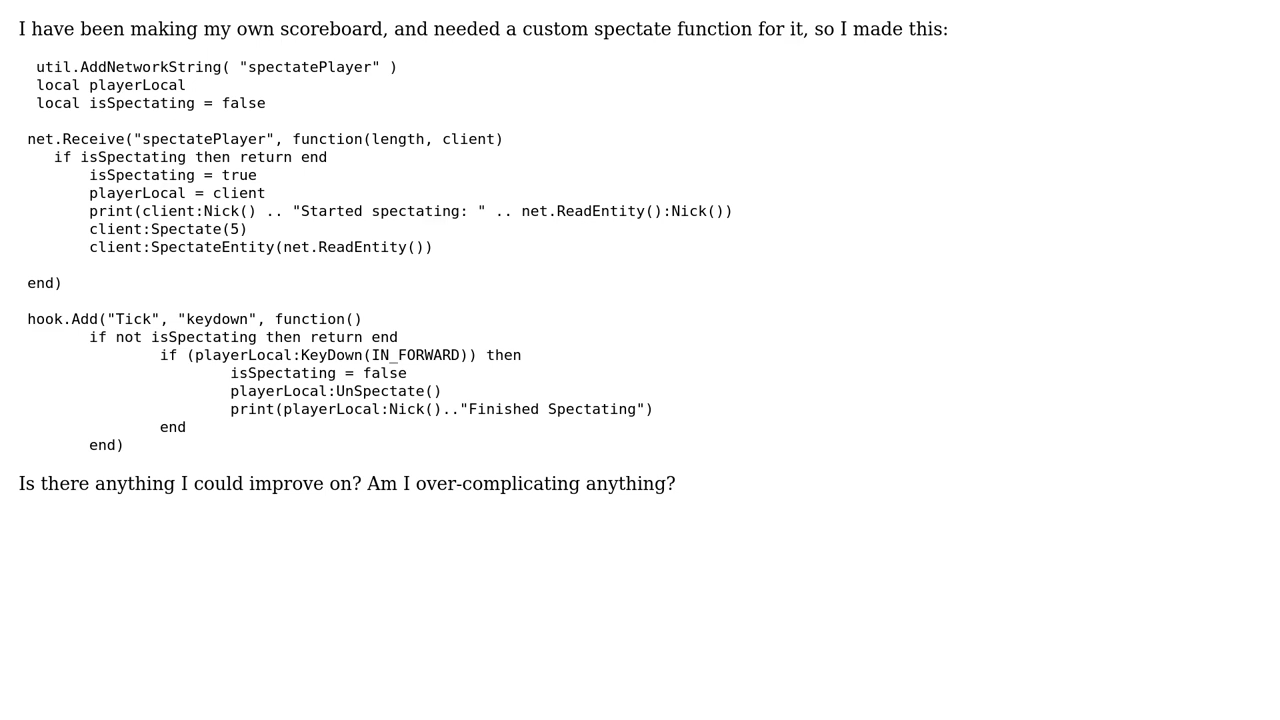 I have been making my own scoreboard, and needed a custom spectate function for it, so I made this:
util.AddNetworkString( "spectatePlayer" )
local playerLocal
local isSpectating = false
net.Receive("spectatePlayer", function(length, client)
if isSpectating then return end
isSpectating = true
playerLocal = client
print(client:Nick() .. "Started spectating: " .. net.ReadEntity():Nick())
client:Spectate(5)
client:SpectateEntity(net.ReadEntity())
end)
hook.Add("Tick", "keydown", function()
if not isSpectating then return end
if (playerLocal:KeyDown(IN_FORWARD)) then
isSpectating = false
playerLocal:UnSpectate()
print(playerLocal:Nick().."Finished Spectating")
end
end)
Is there anything I could improve on? Am I over-complicating anything?